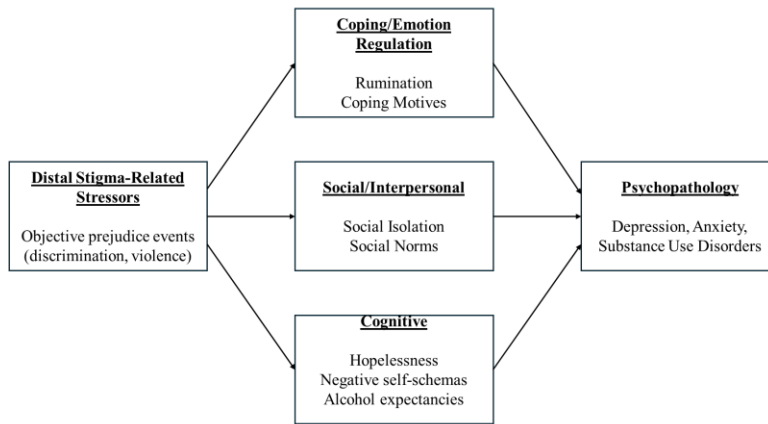 Coping/Emotion
Regulation
Rumination
Coping Motives
Distal Stigma-Related
Stressors
Objective prejudice events
(discrimination, violence)
Social/Interpersonal
Social Isolation
Social Norms
Psychopathology
Depression, Anxiety,
Substance Use Disorders
Cognitive
Hopelessness
Negative self-schemas
Alcohol expectancies